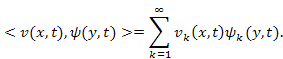 < v(x,t), ψ(y,t) >= ∑_{k=1}^{∞} v_k(x,t)ψ_k(y,t).